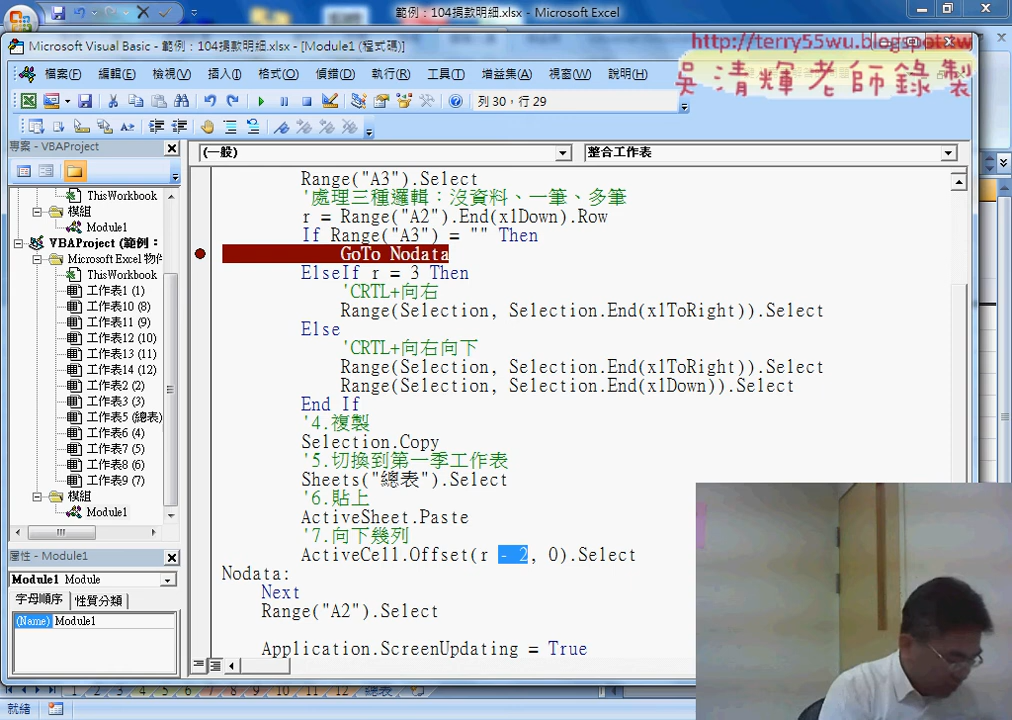 範例：104捐款明細.xlsx - Microsoft Excel
Microsoft Visual Basic - 範例：104捐款明細.xlsx - [Module1 (程式碼)]
http://terry55wu.blogspot.tw
吳清輝老師錄製
檔案(F) 編輯(E) 檢視(V) 插入(I) 格式(O) 偵錯(D) 執行(R) 工具(T) 增益集(A) 視窗(W) 說明(H)
列 30，行 29
專案 - VBAProject
(一般)
整合工作表
ThisWorkbook
模組
Module1
VBAProject (範例：
Microsoft Excel 物件
ThisWorkbook
工作表1 (1)
工作表10 (8)
工作表11 (9)
工作表12 (10)
工作表13 (11)
工作表14 (12)
工作表2 (2)
工作表3 (3)
工作表5 (總表)
工作表6 (4)
工作表7 (5)
工作表8 (6)
工作表9 (7)
模組
Module1
屬性 - Module1
Module1 Module
字母順序 性質分類
(Name) Module1
Range("A3").Select
'處理三種邏輯：沒資料、一筆、多筆
r = Range("A2").End(xlDown).Row
If Range("A3") = "" Then
GoTo Nodata
ElseIf r = 3 Then
'CRTL+向右
Range(Selection, Selection.End(xlToRight)).Select
Else
'CRTL+向右向下
Range(Selection, Selection.End(xlToRight)).Select
Range(Selection, Selection.End(xlDown)).Select
End If
'4.複製
Selection.Copy
'5.切換到第一季工作表
Sheets("總表").Select
'6.貼上
ActiveSheet.Paste
'7.向下幾列
ActiveCell.Offset(r - 2, 0).Select
Nodata:
Next
Range("A2").Select
Application.ScreenUpdating = True
1 2 3 4 5 6 7 8 9 10 11 12 總表
就緒